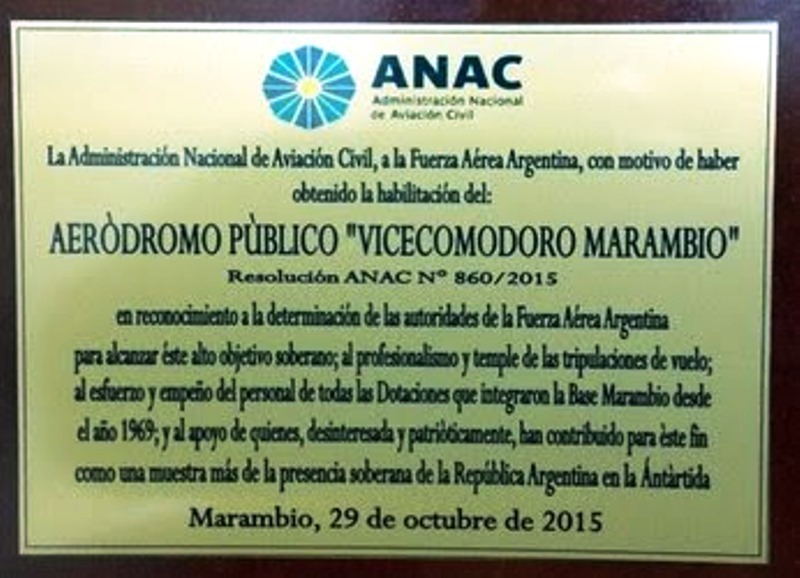 ANAC
Administración Nacional
de Aviación Civil
La Administración Nacional de Aviación Civil, a la Fuerza Aérea Argentina, con motivo de haber
obtenido la habilitación del:
AERÒDROMO PÙBLICO "VICECOMODORO MARAMBIO"
Resolución ANAC Nº 860/2015
en reconocimiento a la determinación de las autoridades de la Fuerza Aérea Argentina
para alcanzar éste alto objetivo soberano; al profesionalismo y temple de las tripulaciones de vuelo;
al esfuerzo y empeño del personal de todas las Dotaciones que integraron la Base Marambio desde
el año 1969; y al apoyo de quienes, desinteresada y patriòticamente, han contribuido para èste fin
como una muestra más de la presencia soberana de la República Argentina en la Ántàrtida
Marambio, 29 de octubre de 2015